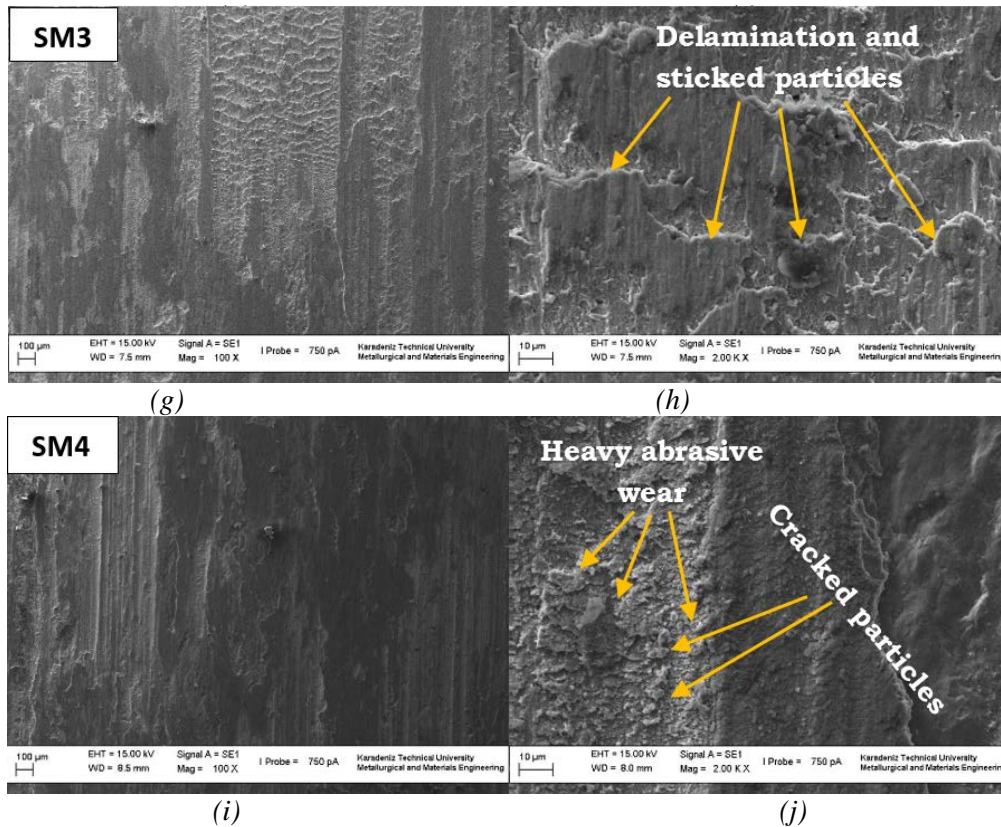 SM3
Delamination and
sticked particles
100 µm
EHT = 15.00 kV
WD = 7.5 mm
Signal A = SE1
Mag = 100 X
I Probe = 750 pA
Karadeniz Technical University
Metallurgical and Materials Engineering
10 µm
EHT = 15.00 kV
WD = 7.5 mm
Signal A = SE1
Mag = 2.00 K X
I Probe = 750 pA
Karadeniz Technical University
Metallurgical and Materials Engineering
(g)
(h)
SM4
Heavy abrasive
wear
Cracked particles
100 µm
EHT = 15.00 kV
WD = 8.5 mm
Signal A = SE1
Mag = 100 X
I Probe = 750 pA
Karadeniz Technical University
Metallurgical and Materials Engineering
10 µm
EHT = 15.00 kV
WD = 8.0 mm
Signal A = SE1
Mag = 2.00 K X
I Probe = 750 pA
Karadeniz Technical University
Metallurgical and Materials Engineering
(i)
(j)